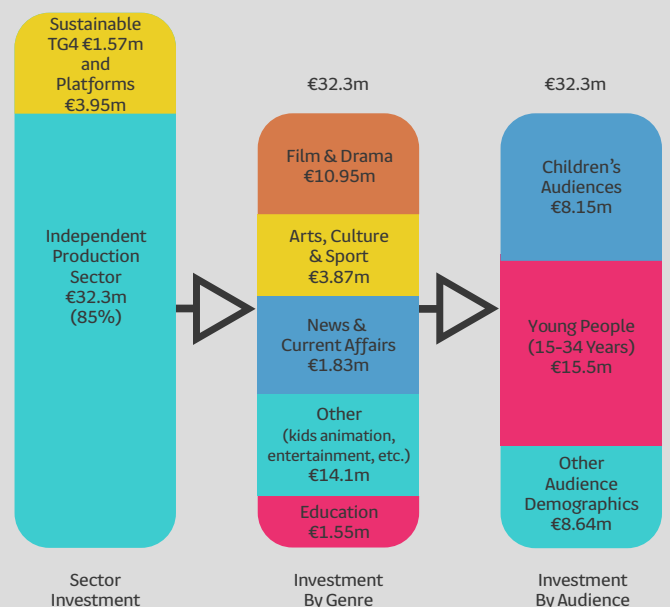 Sustainable
TG4 €1.57m
and
Platforms
€3.95m
Independent
Production
Sector
€32.3m
(85%)
Sector
Investment
€32.3m
Film & Drama
€10.95m
Arts, Culture
& Sport
€3.87m
News &
Current Affairs
€1.83m
Other
(kids animation,
entertainment, etc.)
€14.1m
Education
€1.55m
Investment
By Genre
€32.3m
Children's
Audiences
€8.15m
Young People
(15-34 Years)
€15.5m
Other
Audience
Demographics
€8.64m
Investment
By Audience